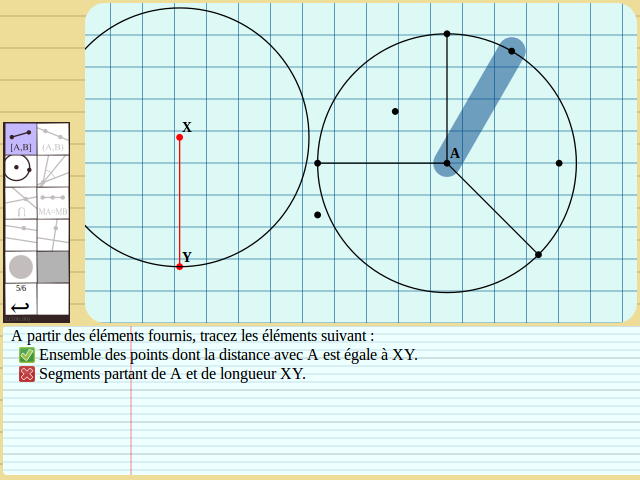 X
Y
A
[A,B]
(A,B)
∩
MA=MB
5/6
A partir des éléments fournis, tracez les éléments suivant :
Ensemble des points dont la distance avec A est égale à XY.
Segments partant de A et de longueur XY.